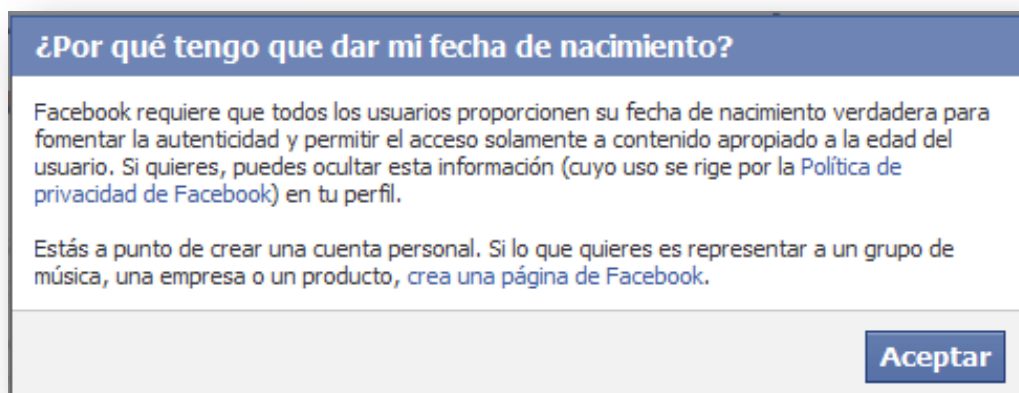 ¿Por qué tengo que dar mi fecha de nacimiento?
Facebook requiere que todos los usuarios proporcionen su fecha de nacimiento verdadera para
fomentar la autenticidad y permitir el acceso solamente a contenido apropiado a la edad del
usuario. Si quieres, puedes ocultar esta información (cuyo uso se rige por la Política de
privacidad de Facebook) en tu perfil.
Estás a punto de crear una cuenta personal. Si lo que quieres es representar a un grupo de
música, una empresa o un producto, crea una página de Facebook.
Aceptar